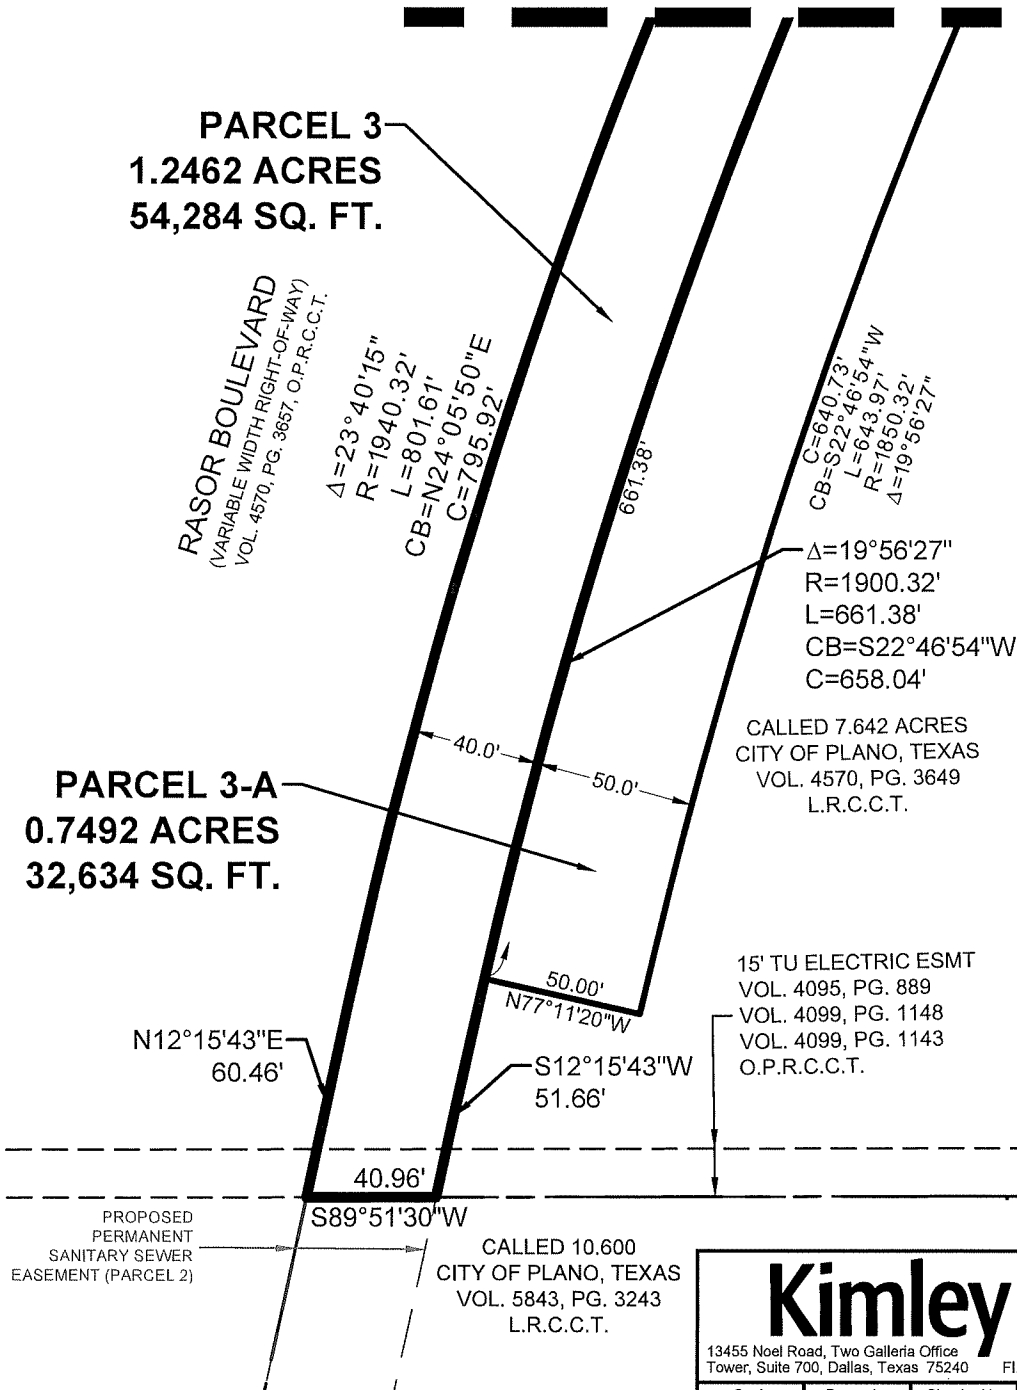 PARCEL 3
1.2462 ACRES
54,284 SQ. FT.
RASOR BOULEVARD
(VARIABLE WIDTH RIGHT-OF-WAY)
VOL. 4570, PG. 3657, O.P.R.C.C.T.
Δ=23°40'15"
R=1940.32'
L=801.61'
CB=N24°05'50"E
C=795.92'
661.38'
C=640.73'
CB=S22°46'54"W
L=643.97'
R=1850.32'
Δ=19°56'27"
Δ=19°56'27"
R=1900.32'
L=661.38'
CB=S22°46'54"W
C=658.04'
40.0'
50.0'
CALLED 7.642 ACRES
CITY OF PLANO, TEXAS
VOL. 4570, PG. 3649
L.R.C.C.T.
PARCEL 3-A
0.7492 ACRES
32,634 SQ. FT.
50.00'
N77°11'20"W
15' TU ELECTRIC ESMT
VOL. 4095, PG. 889
VOL. 4099, PG. 1148
VOL. 4099, PG. 1143
O.P.R.C.C.T.
N12°15'43"E
60.46'
S12°15'43"W
51.66'
40.96'
S89°51'30"W
PROPOSED
PERMANENT
SANITARY SEWER
EASEMENT (PARCEL 2)
CALLED 10.600
CITY OF PLANO, TEXAS
VOL. 5843, PG. 3243
L.R.C.C.T.
Kimley
13455 Noel Road, Two Galleria Office
Tower, Suite 700, Dallas, Texas 75240